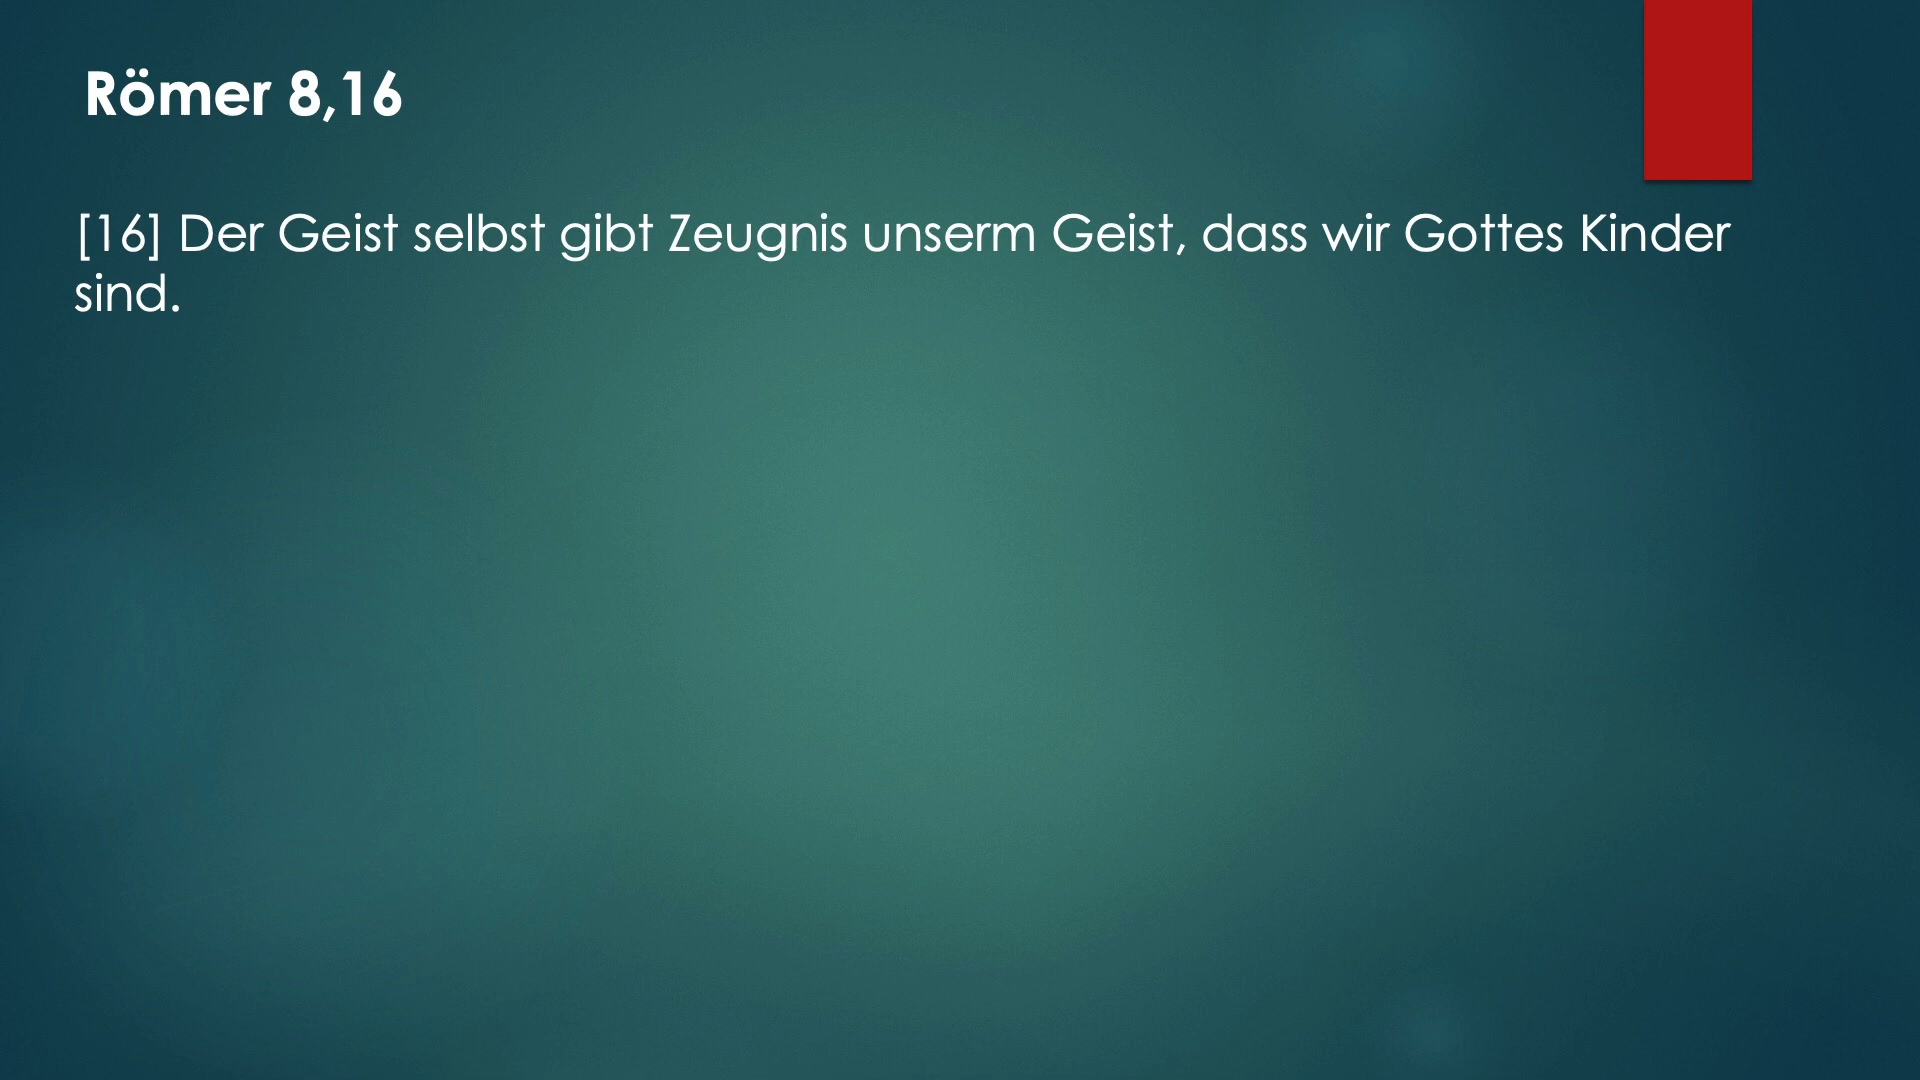 Römer 8,16
[16] Der Geist selbst gibt Zeugnis unserm Geist, dass wir Gottes Kinder
sind.